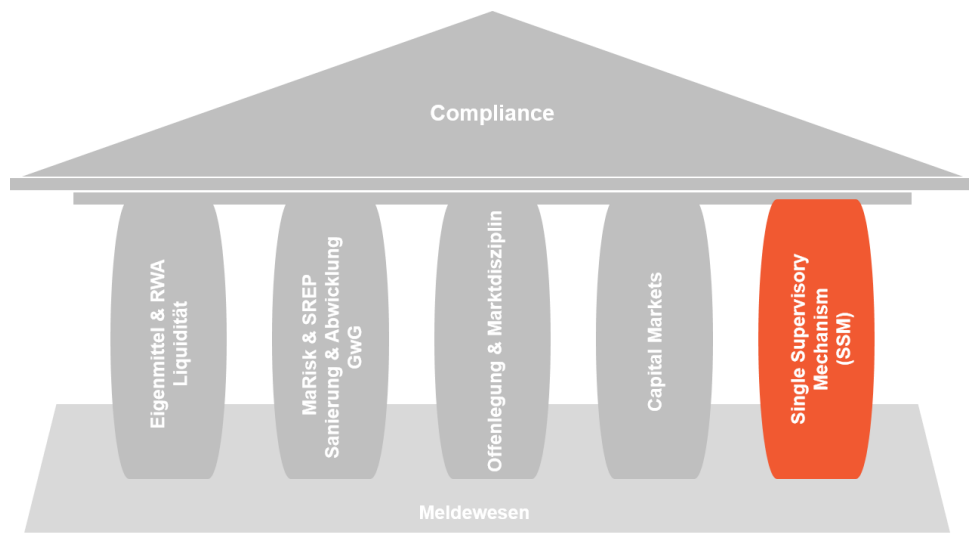 Compliance
Eigenmittel & RWA
Liquidität
MaRisk & SREP
Sanierung & Abwicklung
GwG
Offenlegung & Marktdisziplin
Capital Markets
Single Supervisory
Mechanism
(SSM)
Meldewesen